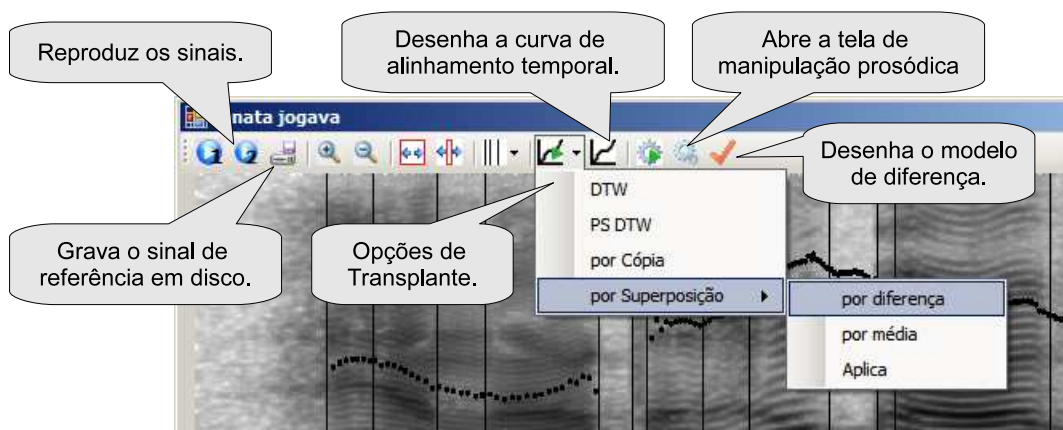 Reproduz os sinais.
Desenha a curva de
alinhamento temporal.
Abre a tela de
manipulação prosódica
nata jogava
1
2
Desenha o modelo
de diferença.
Grava o sinal de
referência em disco.
Opções de
Transplante.
DTW
PS DTW
por Cópia
por Superposição
por diferença
por média
Aplica